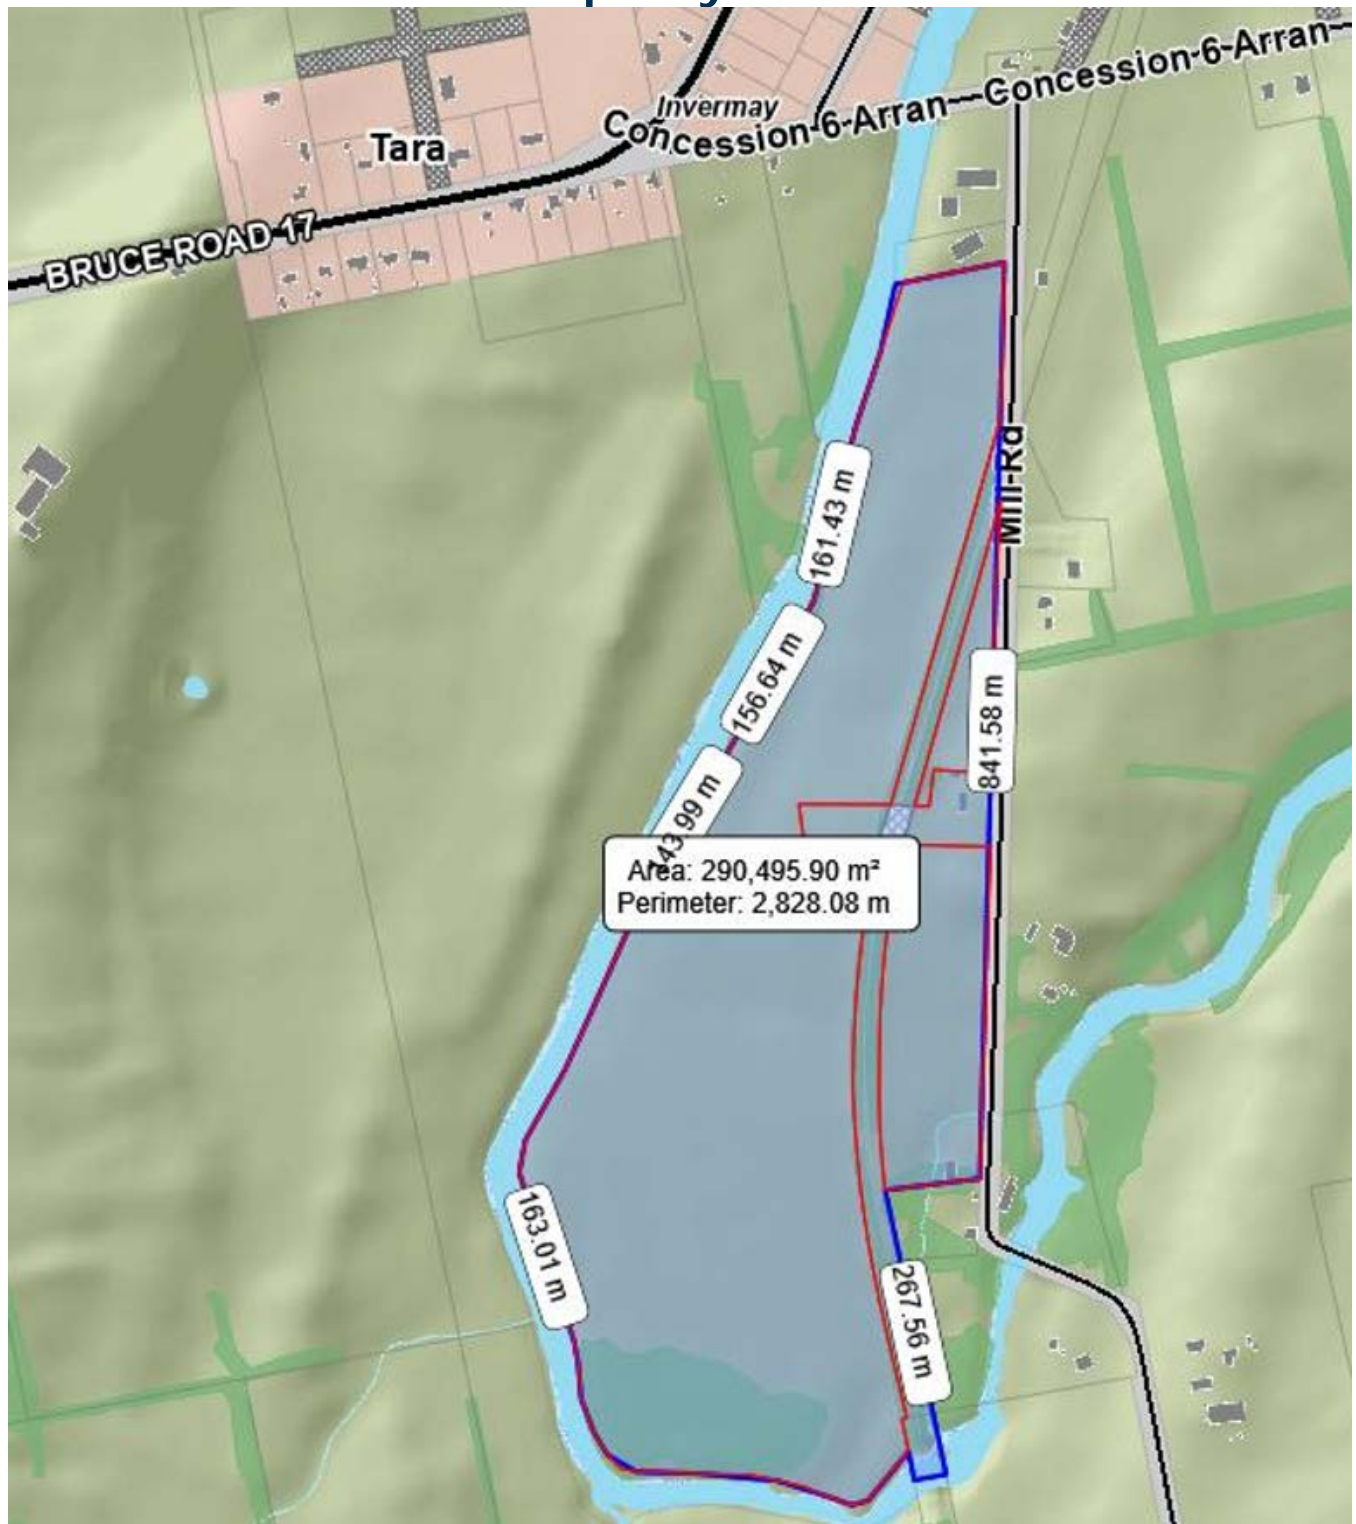 Invermay
Concession-6-Arran
Concession-6-Arran
Tara
BRUCE ROAD 17
Mill-Rd
161.43 m
156.64 m
841.58 m
143.99 m
Area: 290,495.90 m²
Perimeter: 2,828.08 m
163.01 m
267.56 m